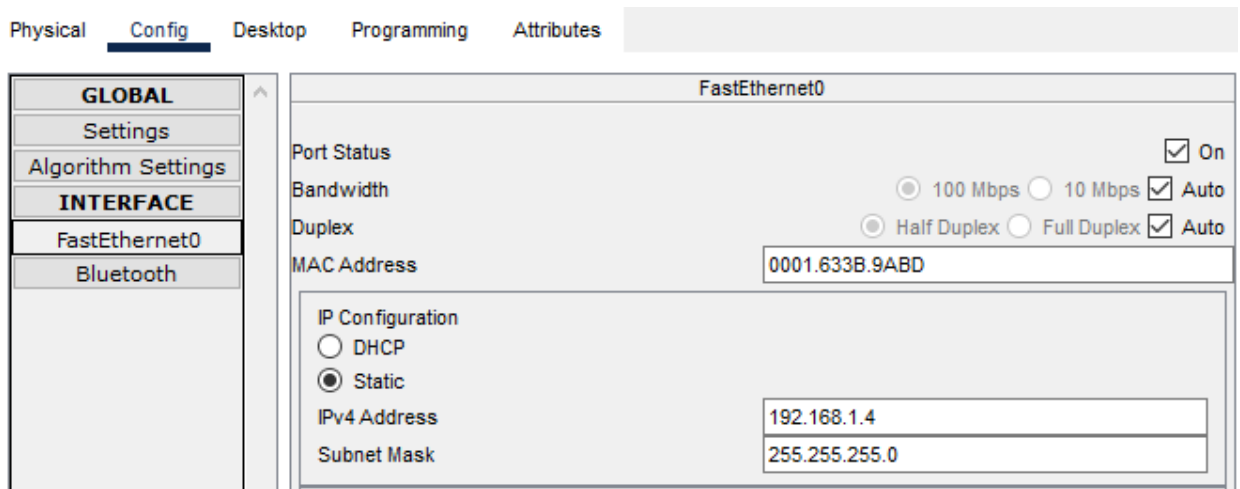 Physical Config Desktop Programming Attributes
GLOBAL
Settings
Algorithm Settings
INTERFACE
FastEthernet0
Bluetooth
FastEthernet0
Port Status On
Bandwidth 100 Mbps 10 Mbps Auto
Duplex Half Duplex Full Duplex Auto
MAC Address 0001.633B.9ABD
IP Configuration
DHCP
Static
IPv4 Address 192.168.1.4
Subnet Mask 255.255.255.0